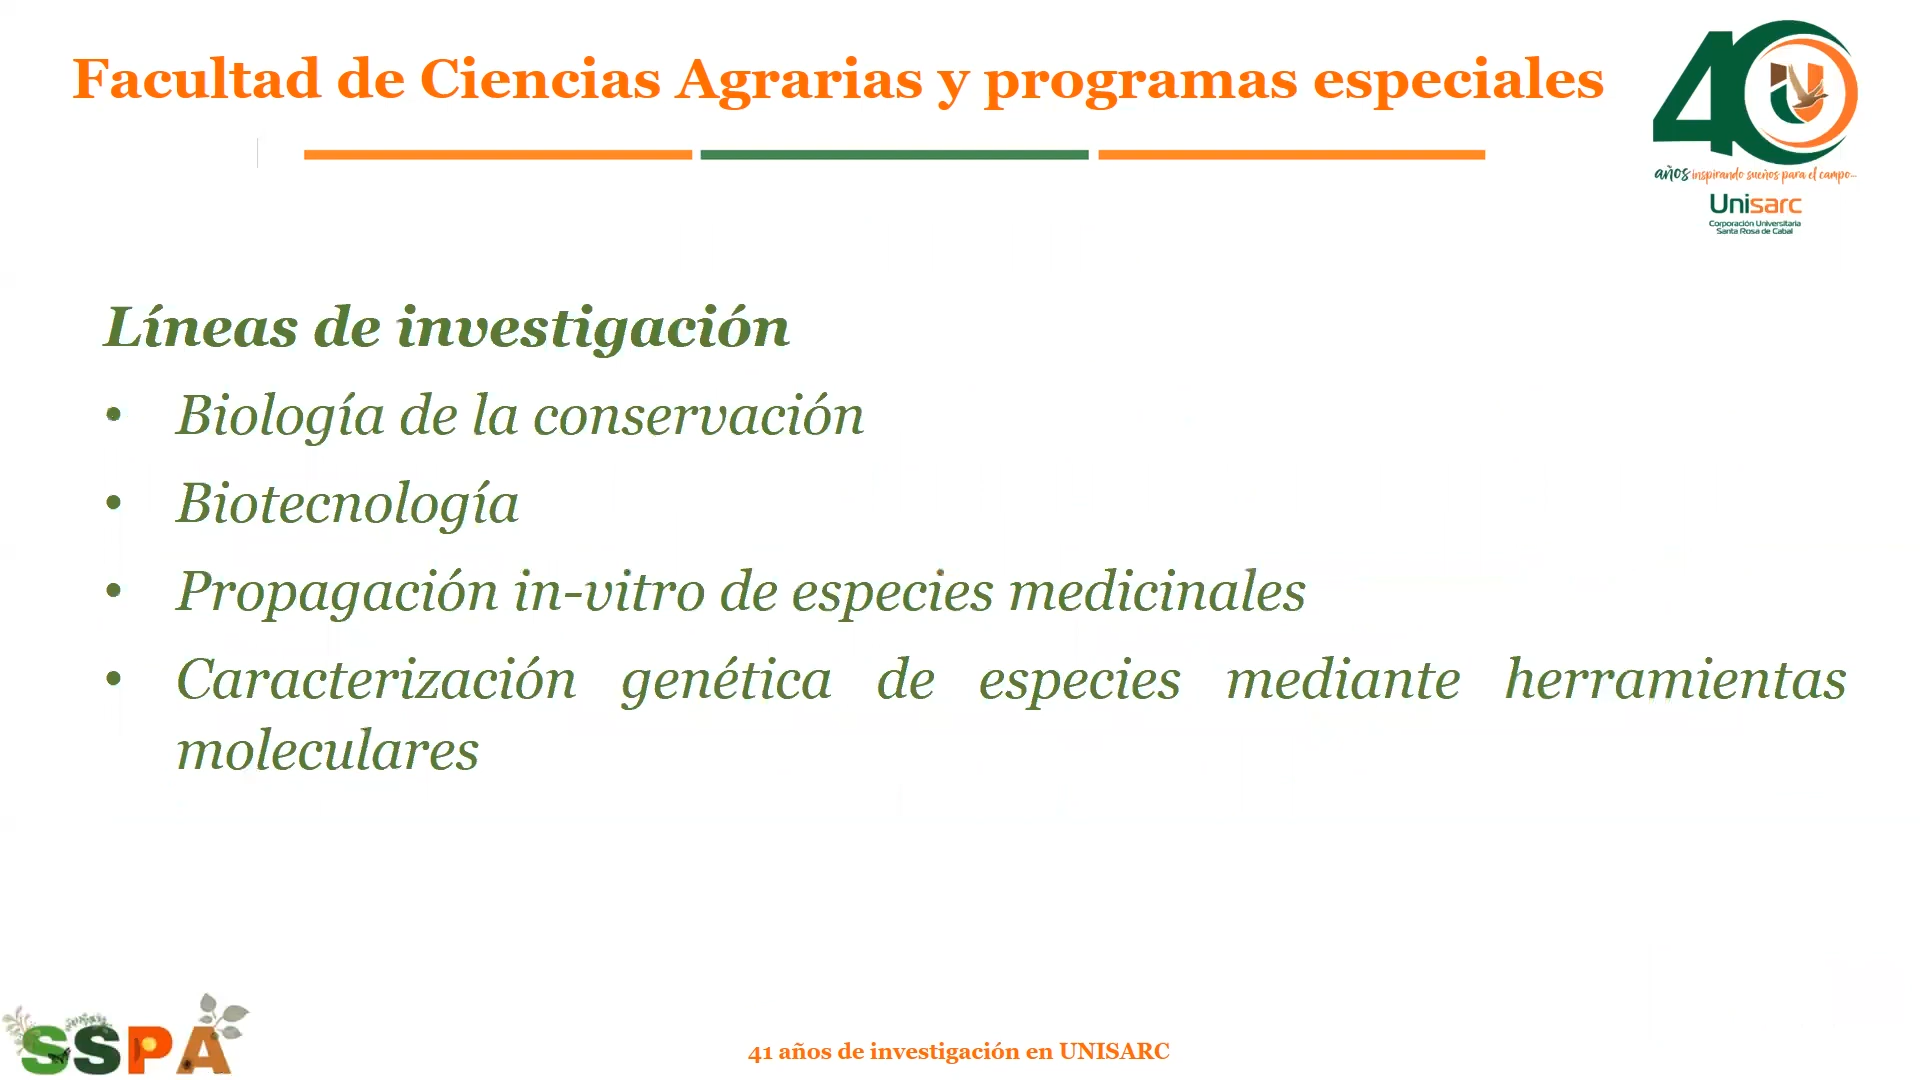 Facultad de Ciencias Agrarias y programas especiales
40
años inspirando sueños para el campo...
Unisarc
Corporación Universitaria
Santa Rosa de Cabal
Líneas de investigación
• Biología de la conservación
• Biotecnología
• Propagación in-vitro de especies medicinales
• Caracterización genética de especies mediante herramientas
moleculares
SSPA
41 años de investigación en UNISARC